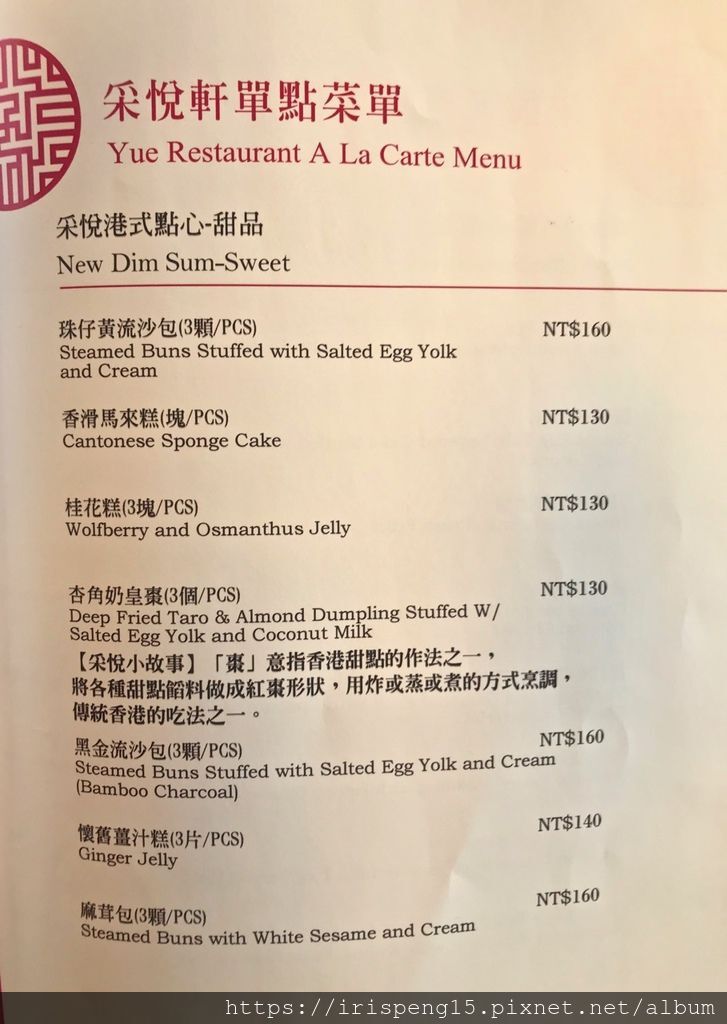 采悅軒單點菜單
Yue Restaurant A La Carte Menu
采悅港式點心-甜品
New Dim Sum-Sweet
珠仔黃流沙包(3顆/PCS) NT$160
Steamed Buns Stuffed with Salted Egg Yolk
and Cream
香滑馬來糕(塊/PCS) NT$130
Cantonese Sponge Cake
桂花糕(3塊/PCS) NT$130
Wolfberry and Osmanthus Jelly
杏角奶皇棗(3個/PCS) NT$130
Deep Fried Taro & Almond Dumpling Stuffed W/
Salted Egg Yolk and Coconut Milk
【采悅小故事】「棗」意指香港甜點的作法之一，
將各種甜點餡料做成紅棗形狀，用炸或蒸或煮的方式烹調，
傳統香港的吃法之一。
黑金流沙包(3顆/PCS) NT$160
Steamed Buns Stuffed with Salted Egg Yolk and Cream
(Bamboo Charcoal)
懷舊薑汁糕(3片/PCS) NT$140
Ginger Jelly
麻茸包(3顆/PCS) NT$160
Steamed Buns with White Sesame and Cream
https://irispeng15.pixnet.net/album